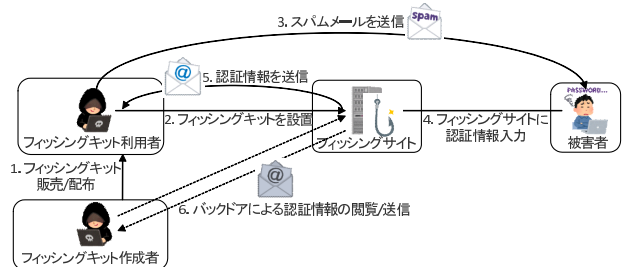 3. スパムメールを送信
spam
@
5. 認証情報を送信
PASSWORD...
2. フィッシングキットを設置
4. フィッシングサイトに
認証情報入力
フィッシングキット利用者
フィッシングサイト
被害者
1. フィッシングキット
販売/配布
@
6. バックドアによる認証情報の閲覧/送信
フィッシングキット作成者